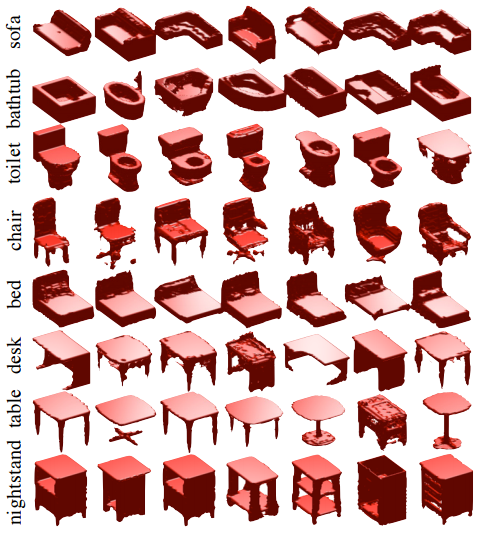 sofa
bathtub
toilet
chair
bed
desk
table
nightstand